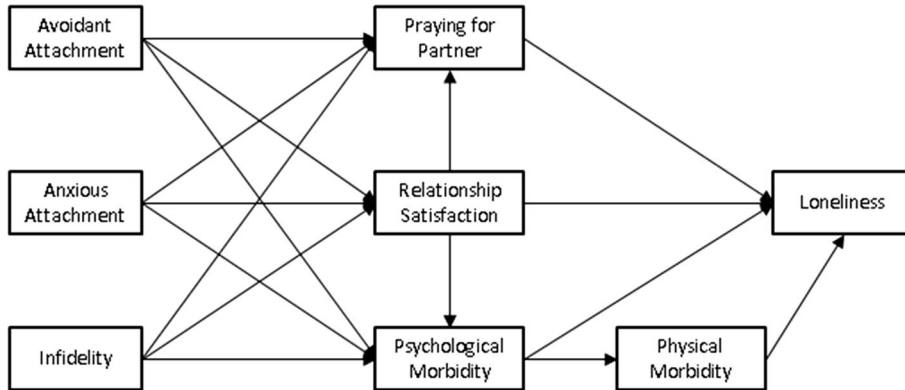 Avoidant
Attachment
Praying for
Partner
Anxious
Attachment
Relationship
Satisfaction
Loneliness
Infidelity
Psychological
Morbidity
Physical
Morbidity